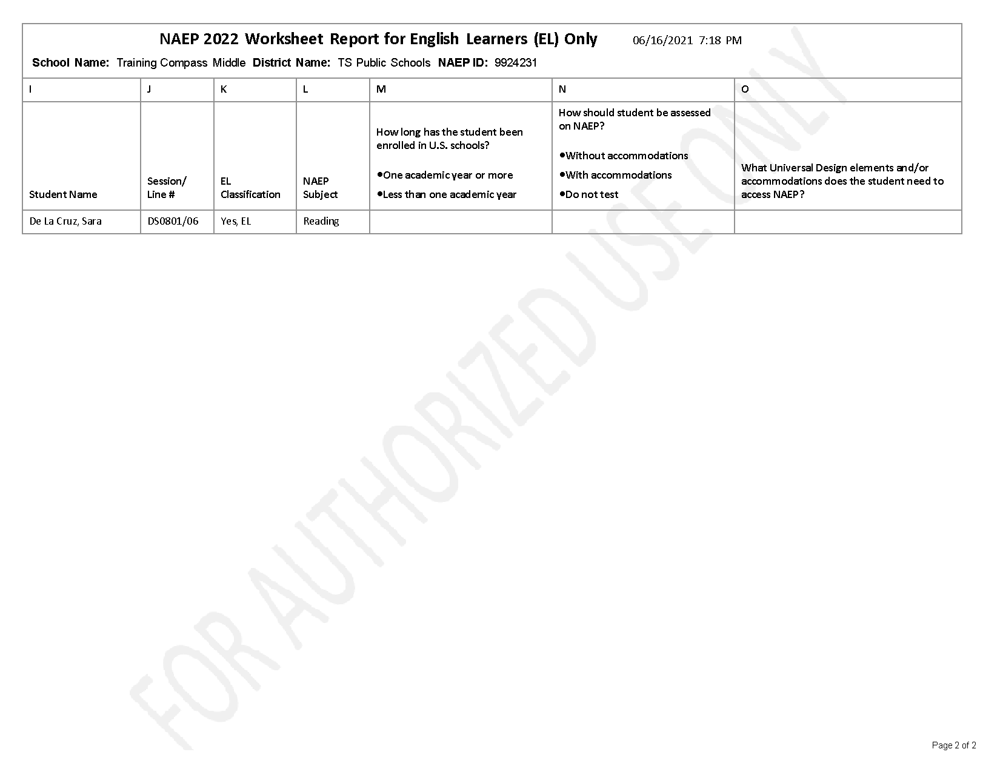 NAEP 2022 Worksheet Report for English Learners (EL) Only 06/16/2021 7:18 PM
School Name: Training Compass Middle District Name: TS Public Schools NAEP ID: 9924231
I J K L M N O
Student Name
Session/
Line #
EL
Classification
NAEP
Subject
How long has the student been
enrolled in U.S. schools?
•One academic year or more
•Less than one academic year
How should student be assessed
on NAEP?
•Without accommodations
•With accommodations
•Do not test
What Universal Design elements and/or
accommodations does the student need to
access NAEP?
De La Cruz, Sara DS0801/06 Yes, EL Reading
FOR AUTHORIZED USE ONLY
Page 2 of 2